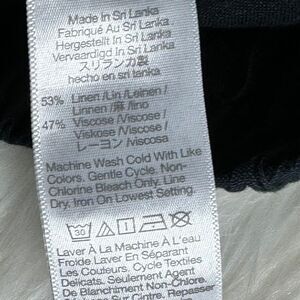 Made In Sri Lanka
Fabriqué Au Sri Lanka
Hergestellt In Sri Lanka
Vervaardigd In Sri Lanka
スリランカ製
hecho en sri lanka
53% Linen /Lin /Leinen /
Linnen /麻 /lino
47% Viscose /Viscose /
Viskose /Viscose /
レーヨン /viscosa
Machine Wash Cold With Like
Colors. Gentle Cycle. Non-
Chlorine Bleach Only. Line
Dry. Iron On Lowest Setting.
30
Laver À La Machine À L'eau
Froide Laver En Séparant
Les Couleurs. Cycle Textiles
Délicats. Seulement Agent
De Blanchiment Non-Chlore.
Repasser